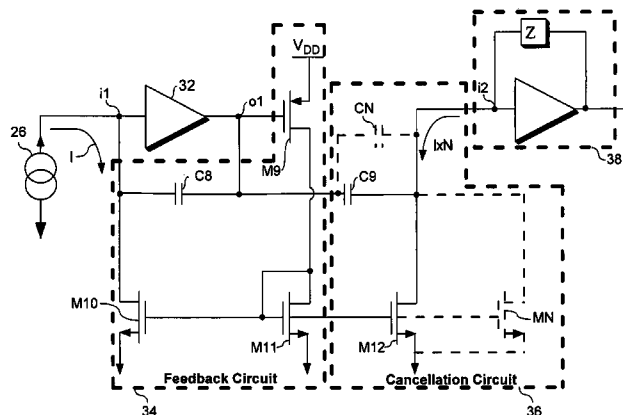 V_DD
Z
i1
32
o1
i2
26
I
CN
IxN
38
M9
C8
C9
M10
M11
M12
MN
Feedback Circuit
Cancellation Circuit
34
36